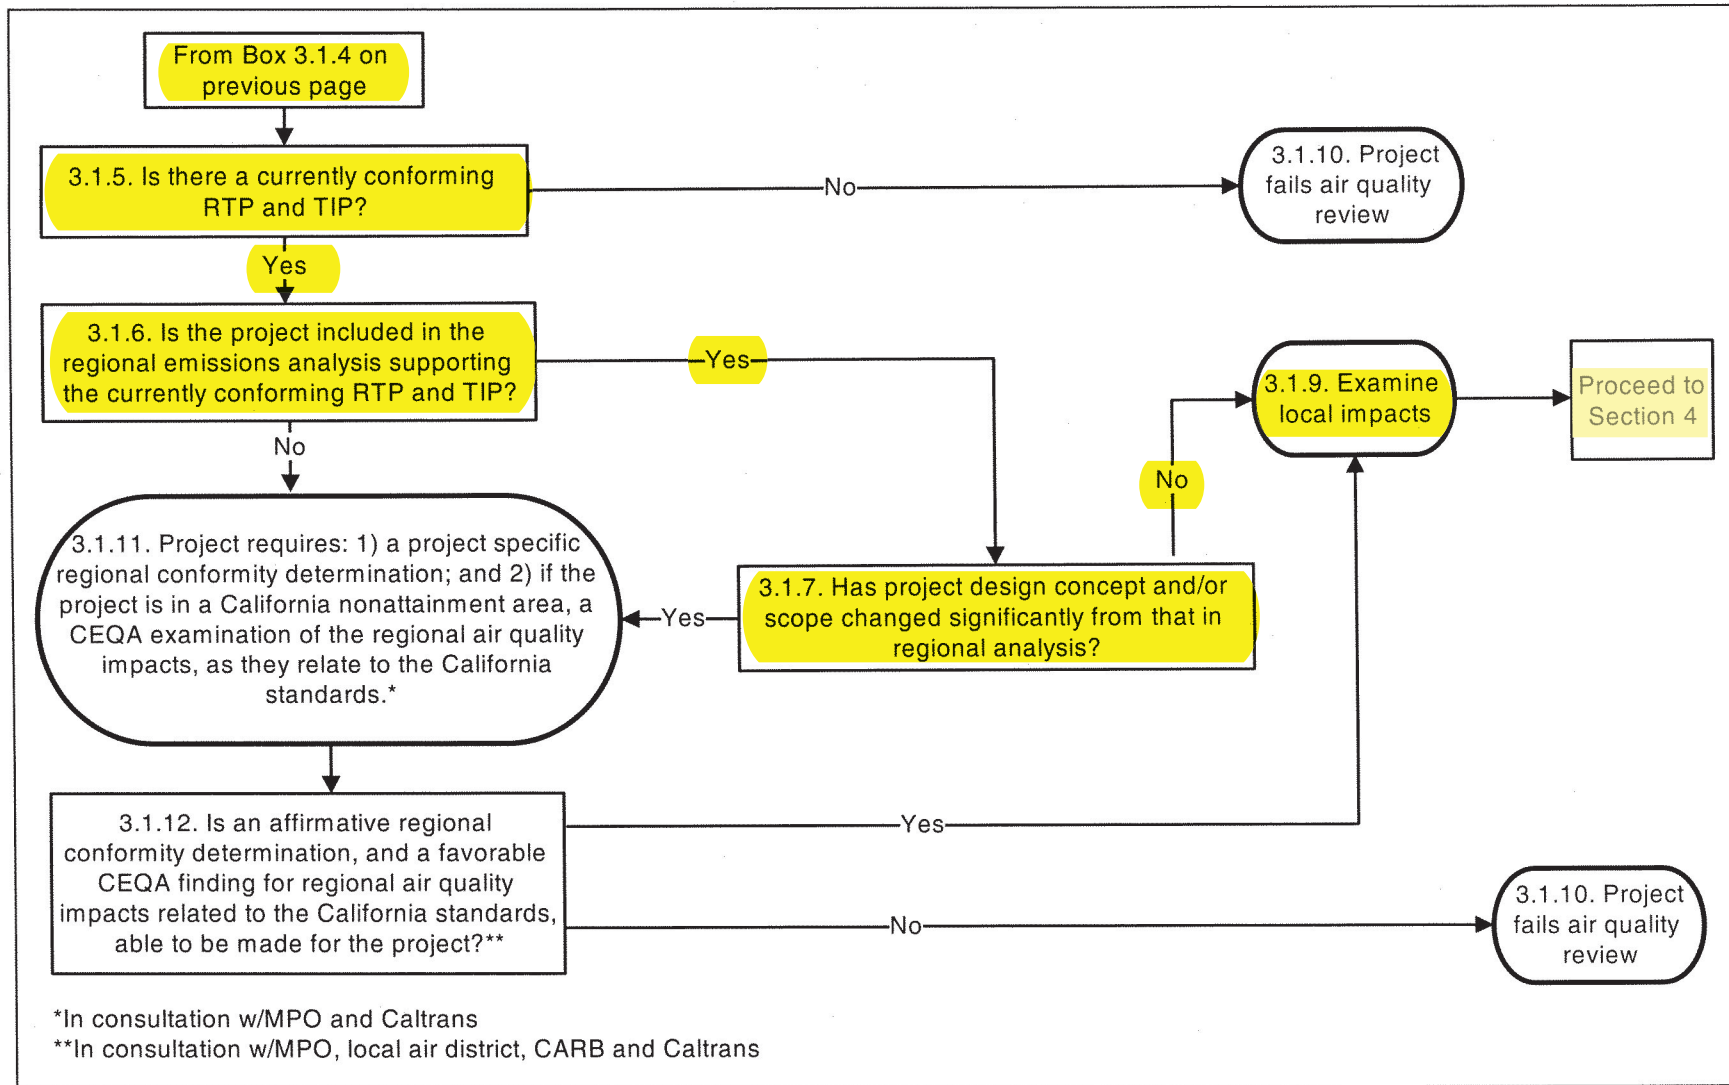 From Box 3.1.4 on
previous page
3.1.5. Is there a currently conforming
RTP and TIP?
No
3.1.10. Project
fails air quality
review
Yes
3.1.6. Is the project included in the
regional emissions analysis supporting
the currently conforming RTP and TIP?
Yes
3.1.9. Examine
local impacts
Proceed to
Section 4
No
No
3.1.11. Project requires: 1) a project specific
regional conformity determination; and 2) if the
project is in a California nonattainment area, a
CEQA examination of the regional air quality
impacts, as they relate to the California
standards.*
Yes
3.1.7. Has project design concept and/or
scope changed significantly from that in
regional analysis?
3.1.12. Is an affirmative regional
conformity determination, and a favorable
CEQA finding for regional air quality
impacts related to the California standards,
able to be made for the project?**
Yes
No
3.1.10. Project
fails air quality
review
*In consultation w/MPO and Caltrans
**In consultation w/MPO, local air district, CARB and Caltrans